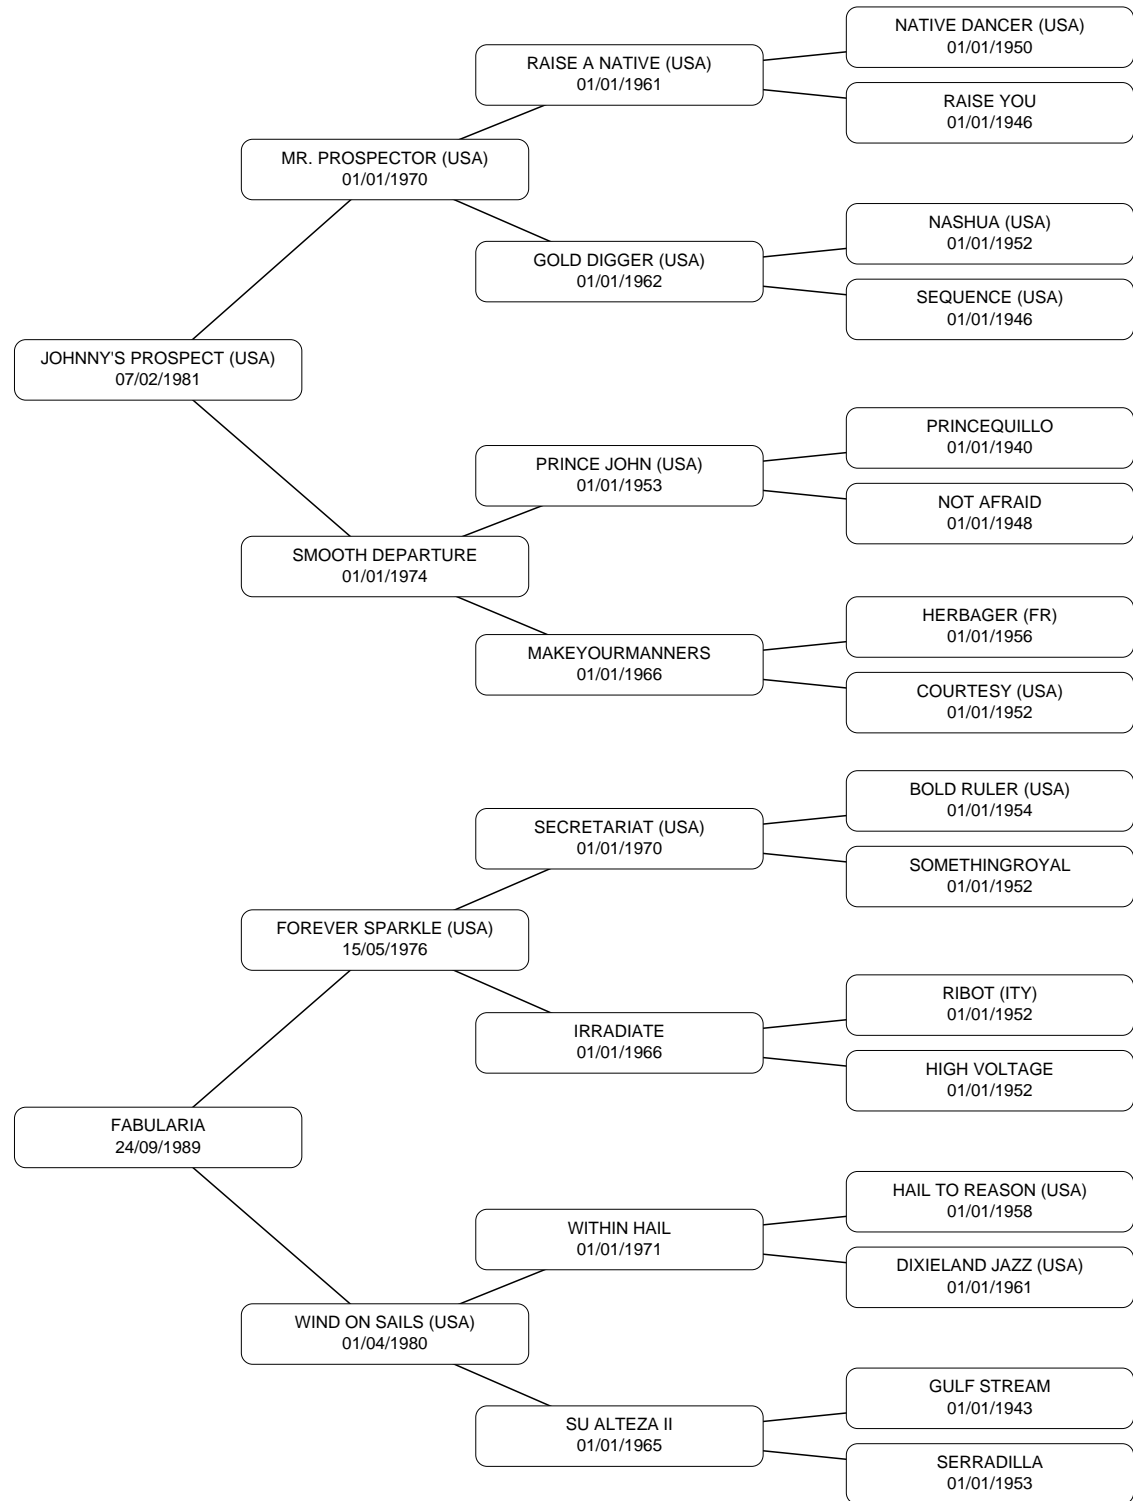 NATIVE DANCER (USA)
01/01/1950
RAISE A NATIVE (USA)
01/01/1961
RAISE YOU
01/01/1946
MR. PROSPECTOR (USA)
01/01/1970
NASHUA (USA)
01/01/1952
GOLD DIGGER (USA)
01/01/1962
SEQUENCE (USA)
01/01/1946
JOHNNY'S PROSPECT (USA)
07/02/1981
PRINCEQUILLO
01/01/1940
PRINCE JOHN (USA)
01/01/1953
NOT AFRAID
01/01/1948
SMOOTH DEPARTURE
01/01/1974
HERBAGER (FR)
01/01/1956
MAKEYOURMANNERS
01/01/1966
COURTESY (USA)
01/01/1952
BOLD RULER (USA)
01/01/1954
SECRETARIAT (USA)
01/01/1970
SOMETHINGROYAL
01/01/1952
FOREVER SPARKLE (USA)
15/05/1976
RIBOT (ITY)
01/01/1952
IRRADIATE
01/01/1966
HIGH VOLTAGE
01/01/1952
FABULARIA
24/09/1989
HAIL TO REASON (USA)
01/01/1958
WITHIN HAIL
01/01/1971
DIXIELAND JAZZ (USA)
01/01/1961
WIND ON SAILS (USA)
01/04/1980
GULF STREAM
01/01/1943
SU ALTEZA II
01/01/1965
SERRADILLA
01/01/1953